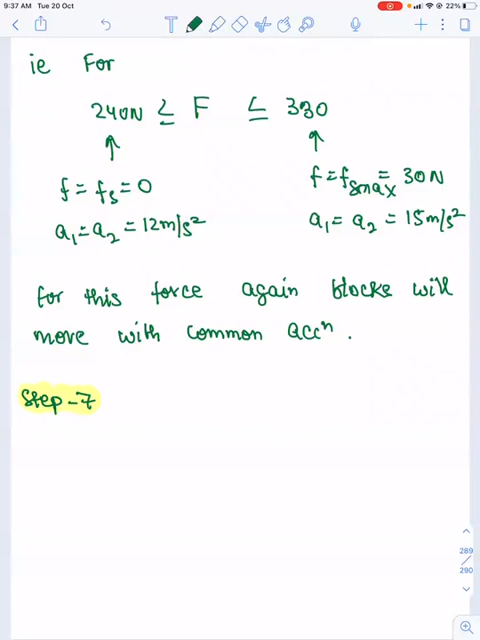 9:37 AM Tue 20 Oct
22%
ie For
240N ≤ F ≤ 330
↑ ↑
f = fs = 0
f = fsmax = 30N
a1 = a2 = 12m/s²
a1 = a2 = 15m/s²
for this force again blocks will
move with common accⁿ.
Step-7
289
/
290